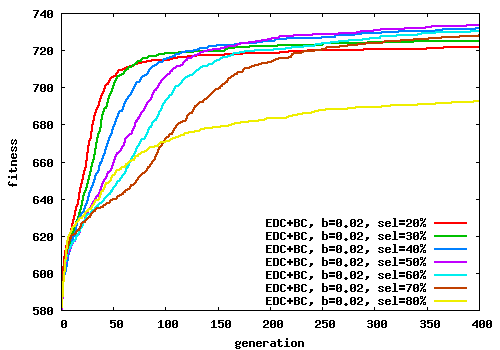 740
720
700
680
660
640
620
600
580
fitness
EDC+BC, b=0.02, sel=20%
EDC+BC, b=0.02, sel=30%
EDC+BC, b=0.02, sel=40%
EDC+BC, b=0.02, sel=50%
EDC+BC, b=0.02, sel=60%
EDC+BC, b=0.02, sel=70%
EDC+BC, b=0.02, sel=80%
0 50 100 150 200 250 300 350 400
generation